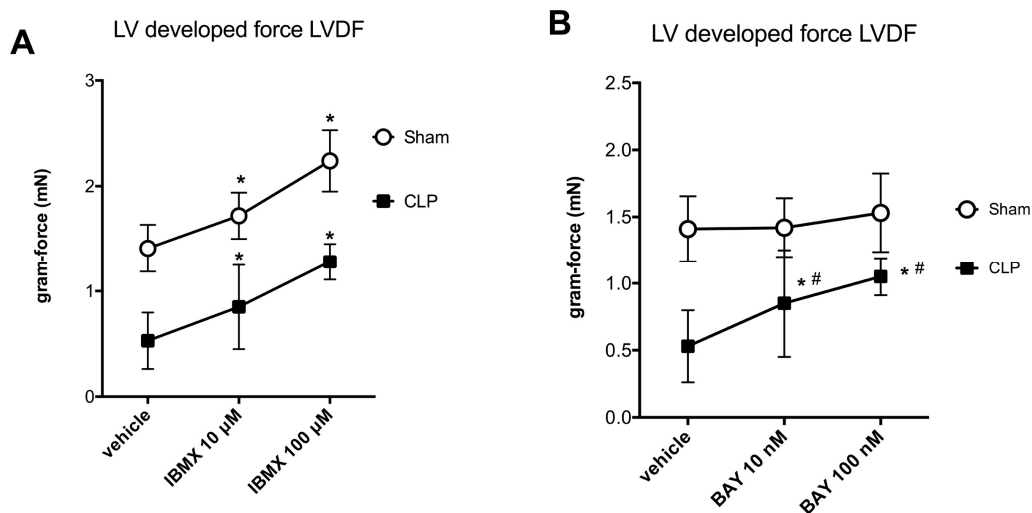 A
LV developed force LVDF
gram-force (mN)
3
2
1
0
*
*
*
*
Sham
CLP
vehicle
IBMX 10 µM
IBMX 100 µM
B
LV developed force LVDF
gram-force (mN)
2.5
2.0
1.5
1.0
0.5
0.0
* #
* #
Sham
CLP
vehicle
BAY 10 nM
BAY 100 nM